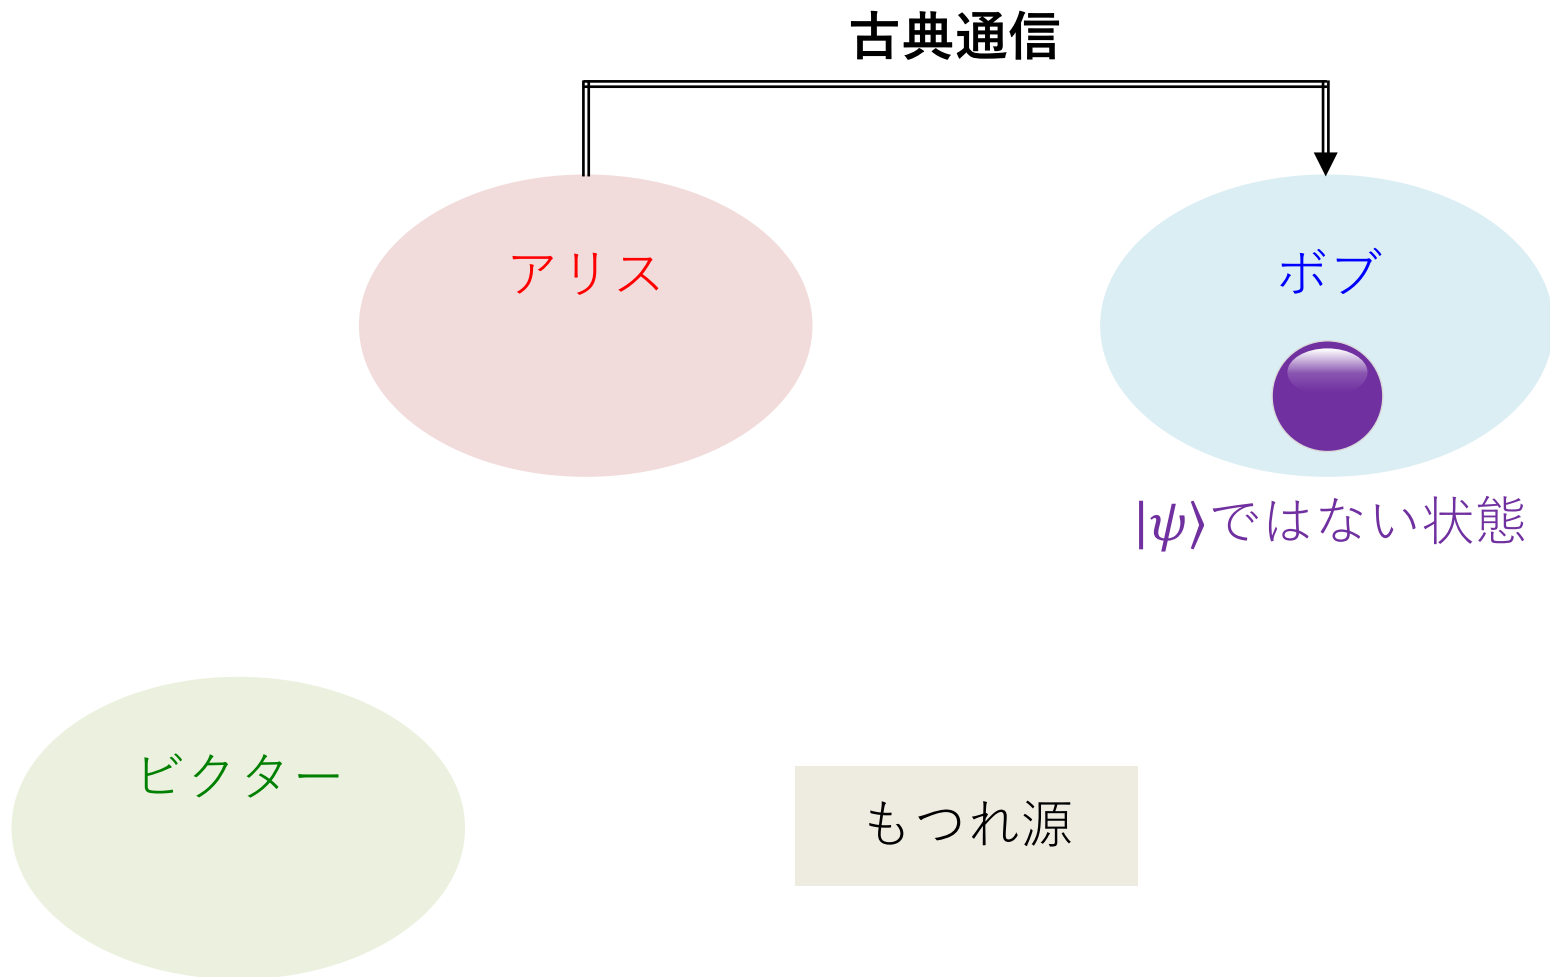 古典通信
アリス
ボブ
|ψ⟩ではない状態
ビクター
もつれ源